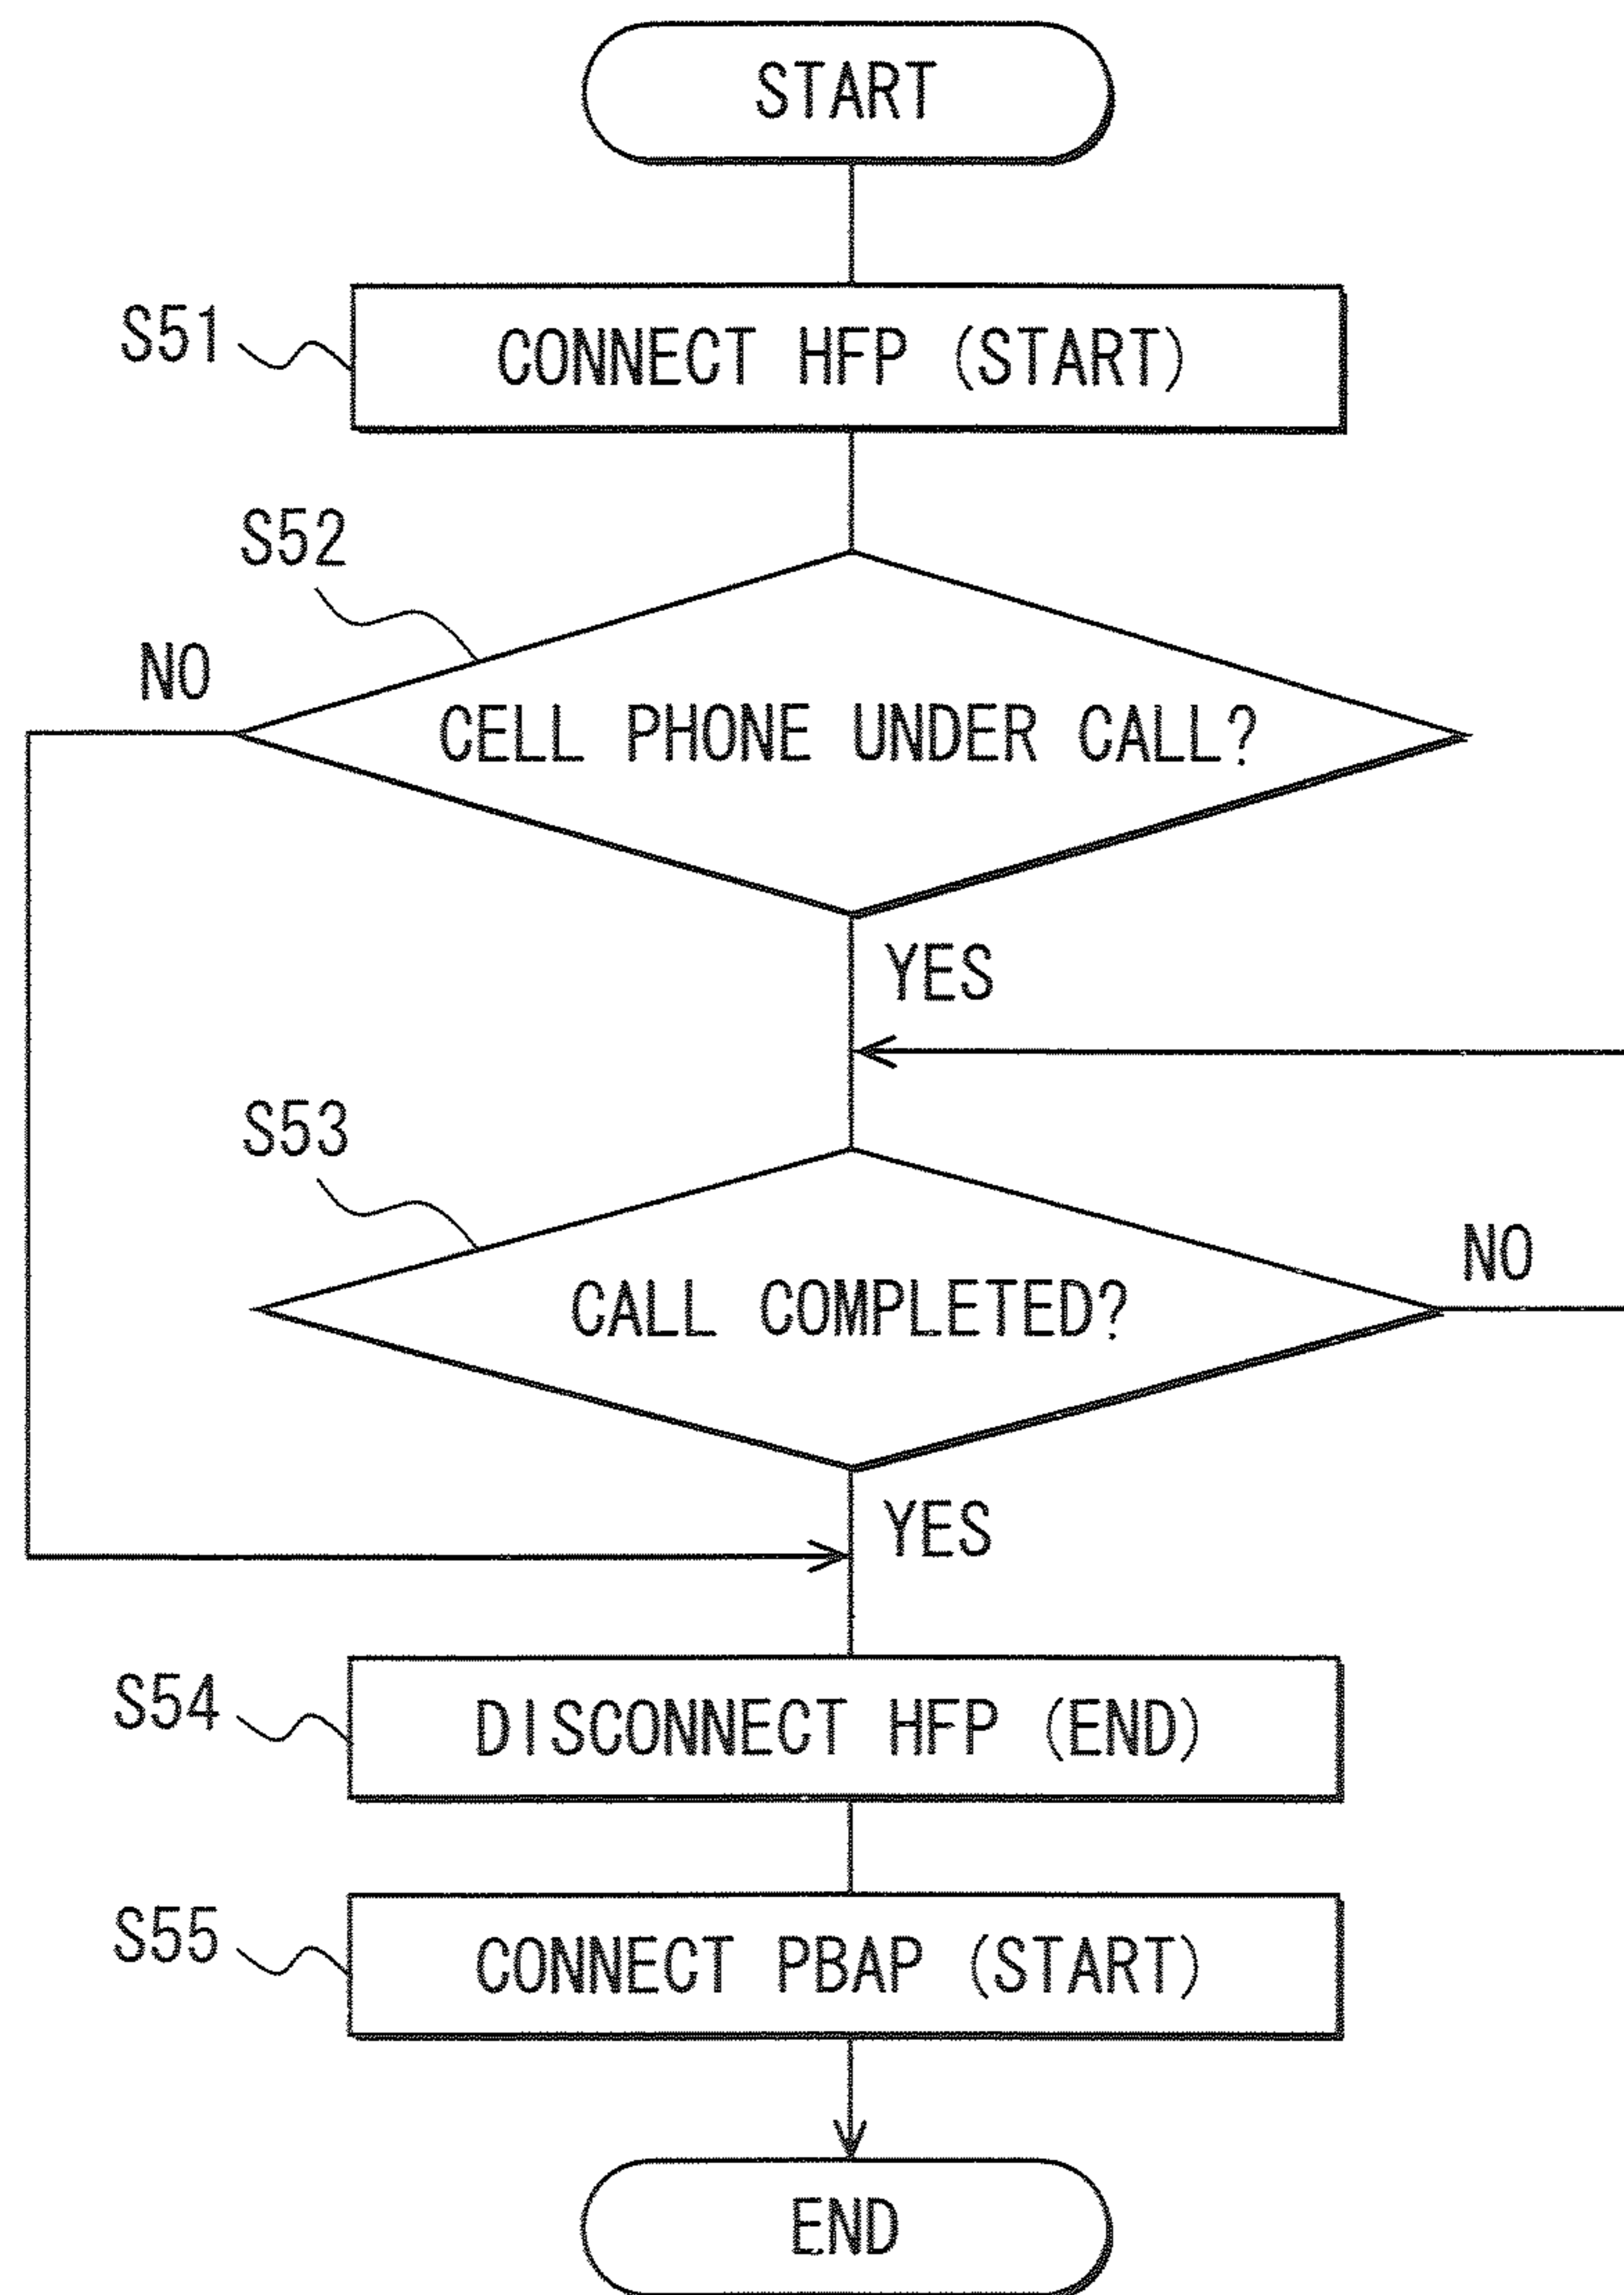 START
S51
CONNECT HFP (START)
S52
NO
CELL PHONE UNDER CALL?
YES
S53
NO
CALL COMPLETED?
YES
S54
DISCONNECT HFP (END)
S55
CONNECT PBAP (START)
END